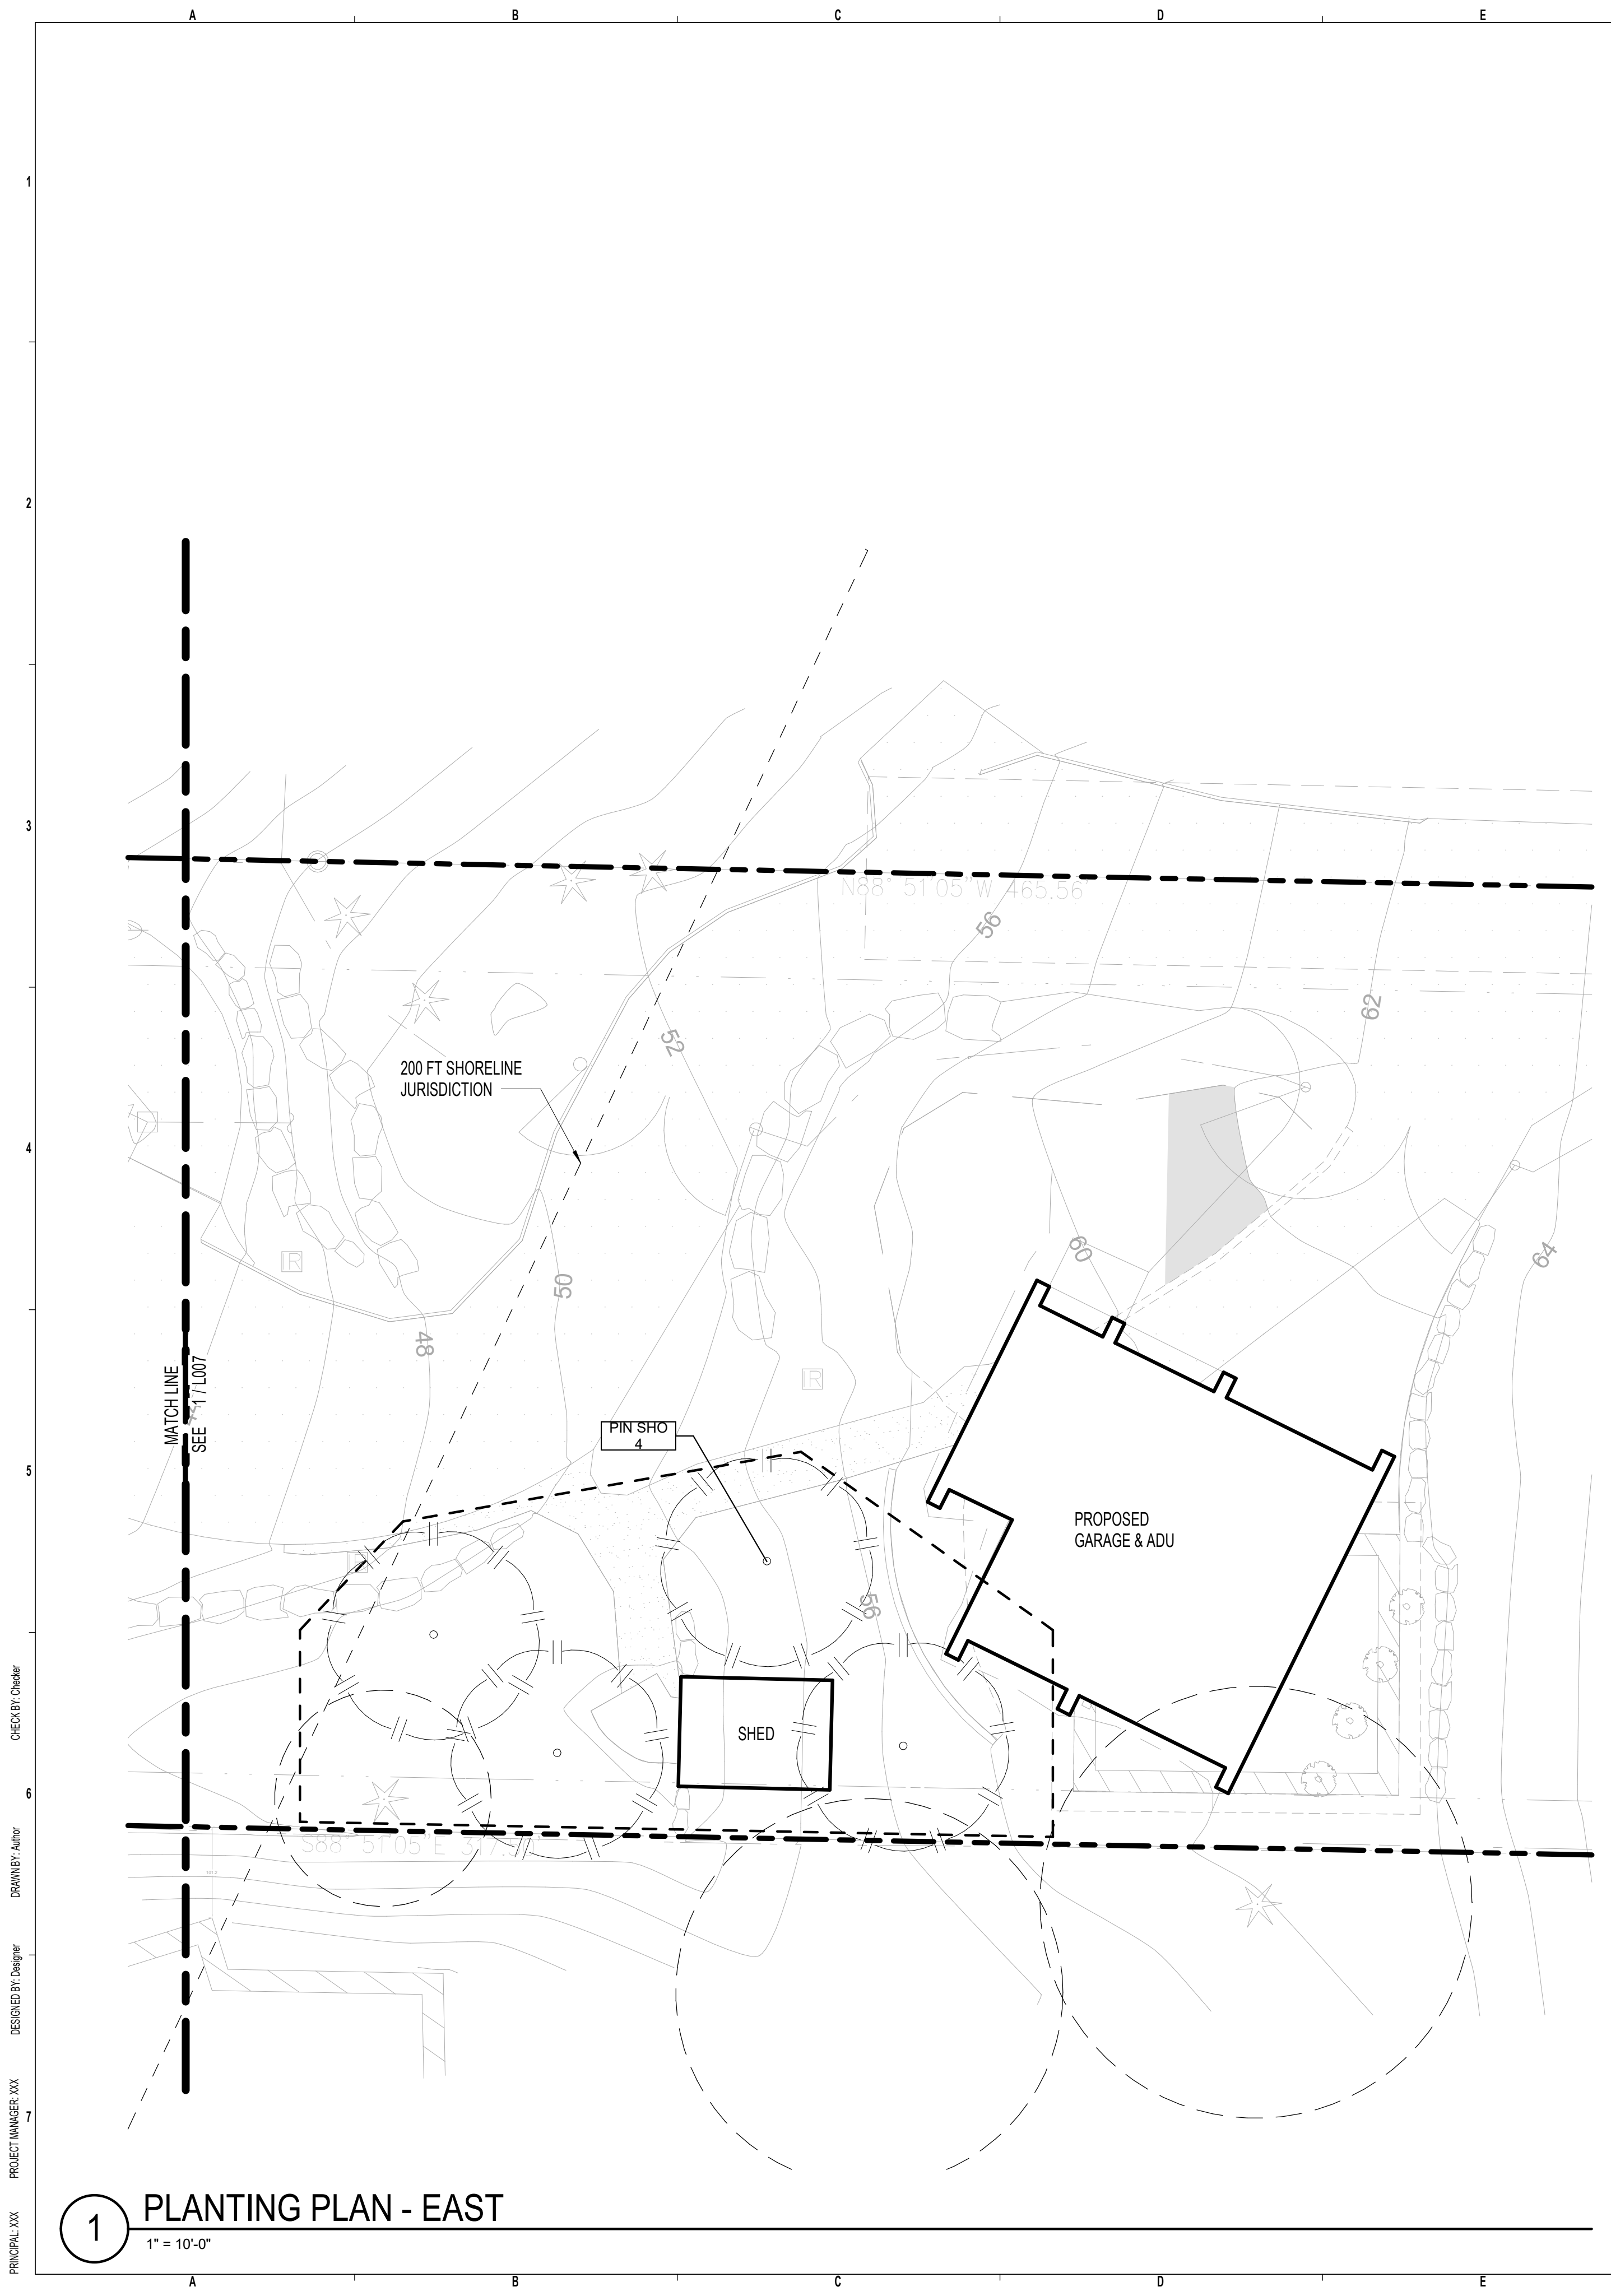 A B C D E
1
2
3
N88° 51'05"W 465.56'
56
62
52
200 FT SHORELINE
JURISDICTION
4
60
64
IR
50
48
MATCH LINE
SEE 1 / L007
IR
PIN SHO
4
5
PROPOSED
GARAGE & ADU
56
SHED
6
S88° 51'05"E
7
1
PLANTING PLAN - EAST
1" = 10'-0"
A B C D E
PRINCIPAL: XXX PROJECT MANAGER: XXX DESIGNED BY: Designer DRAWN BY: Author CHECK BY: Checker